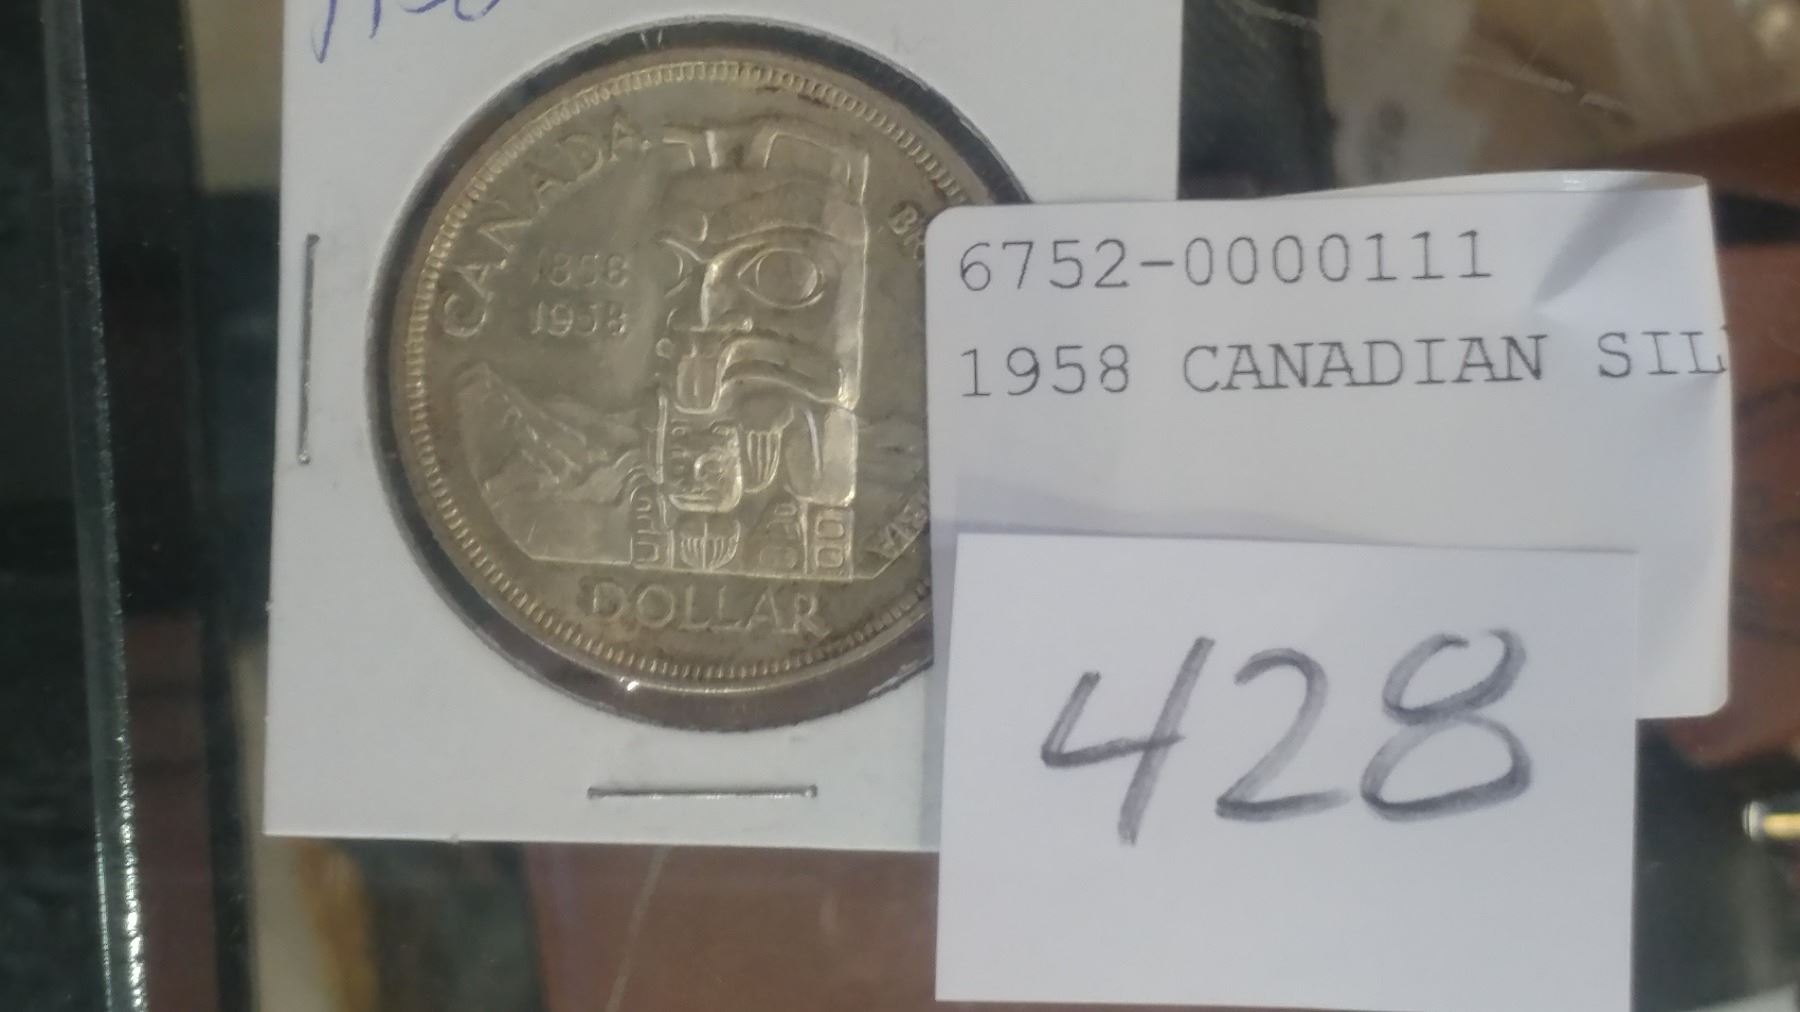 CANADA
1858
1958
DOLLAR
6752-0000111
1958 CANADIAN SIL
428